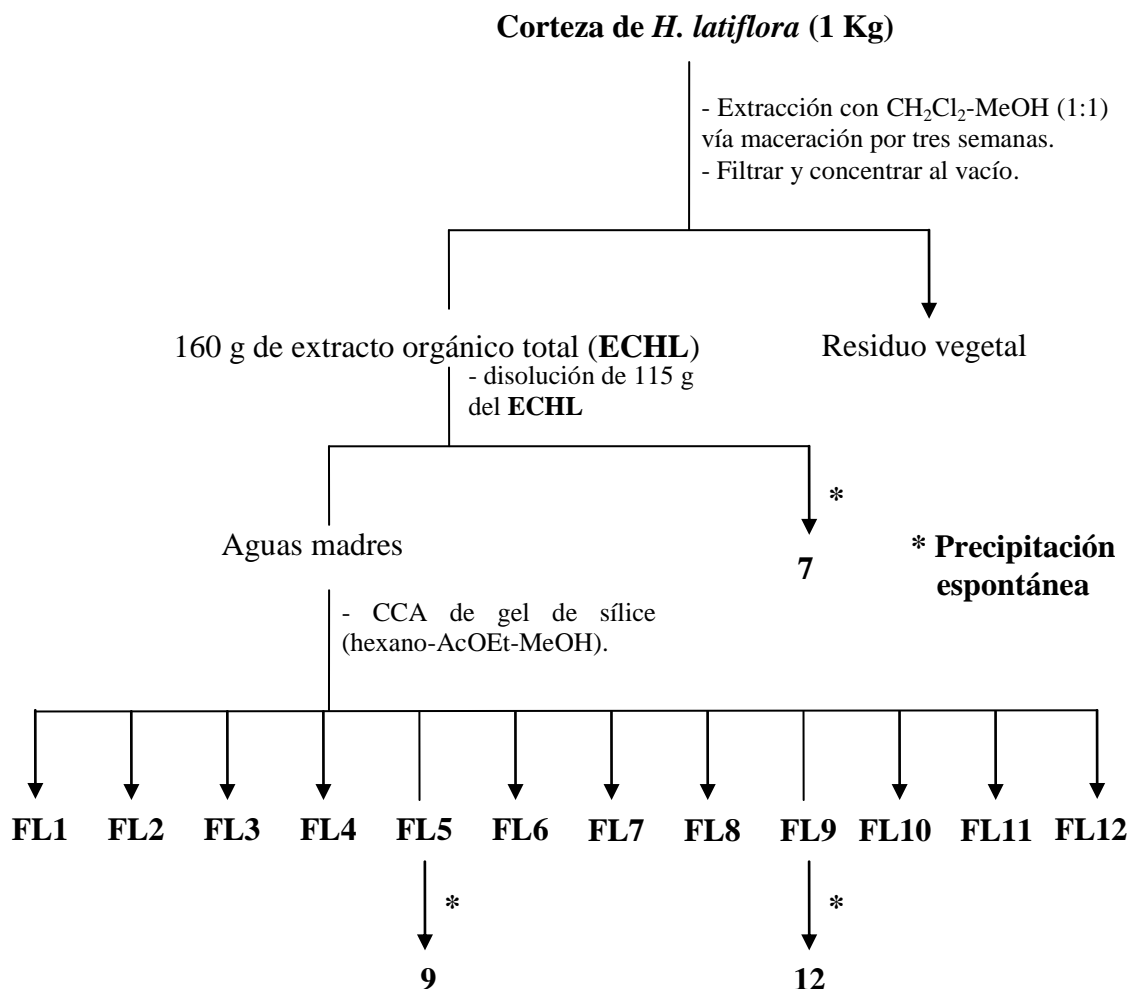 Corteza de H. latiflora (1 Kg)
- Extracción con CH₂Cl₂-MeOH (1:1)
vía maceración por tres semanas.
- Filtrar y concentrar al vacío.
160 g de extracto orgánico total (ECHL)
Residuo vegetal
- disolución de 115 g
del ECHL
*
Aguas madres
7
* Precipitación
espontánea
- CCA de gel de sílice
(hexano-AcOEt-MeOH).
FL1 FL2 FL3 FL4 FL5 FL6 FL7 FL8 FL9 FL10 FL11 FL12
* *
9 12